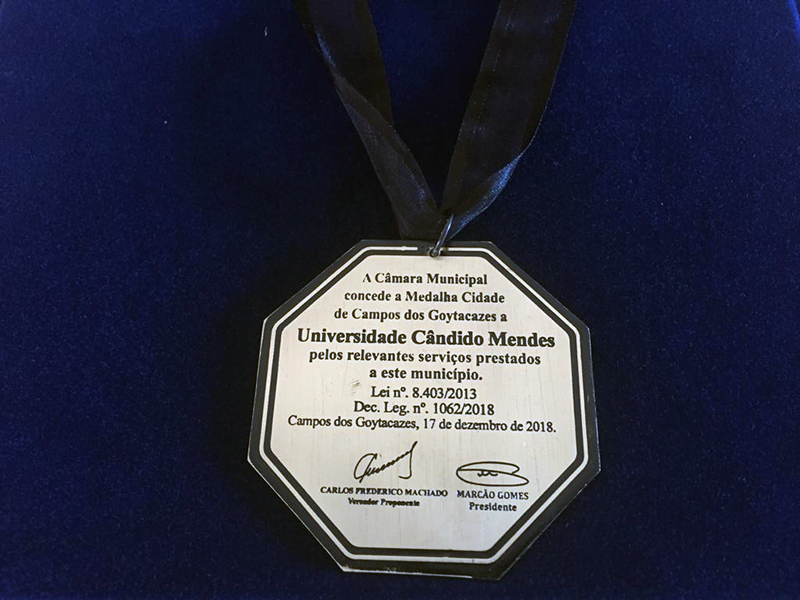 A Câmara Municipal
concede a Medalha Cidade
de Campos dos Goytacazes a
Universidade Cândido Mendes
pelos relevantes serviços prestados
a este município.
Lei nº. 8.403/2013
Dec. Leg. nº. 1062/2018
Campos dos Goytacazes, 17 de dezembro de 2018.
CARLOS FREDERICO MACHADO
Vereador Proponente
MARCÃO GOMES
Presidente